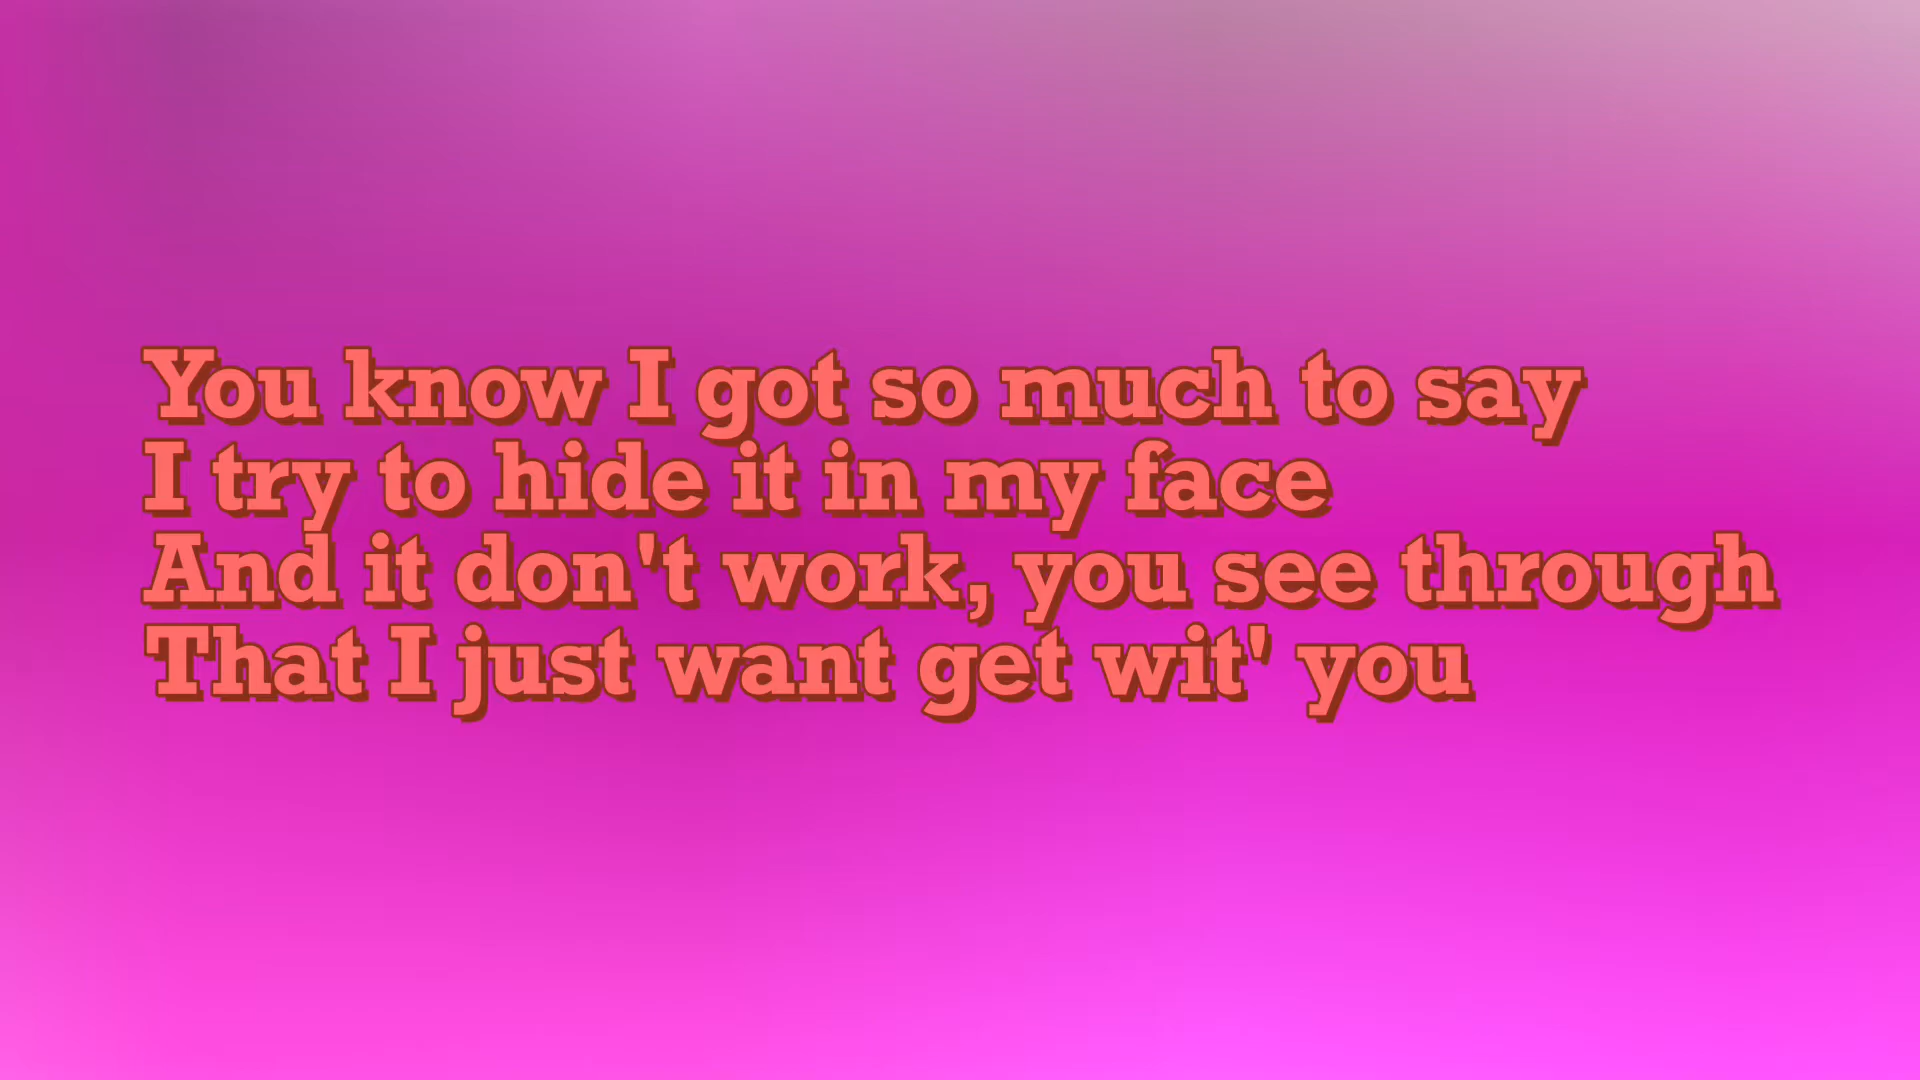 You know I got so much to say
I try to hide it in my face
And it don't work, you see through
That I just want get wit' you